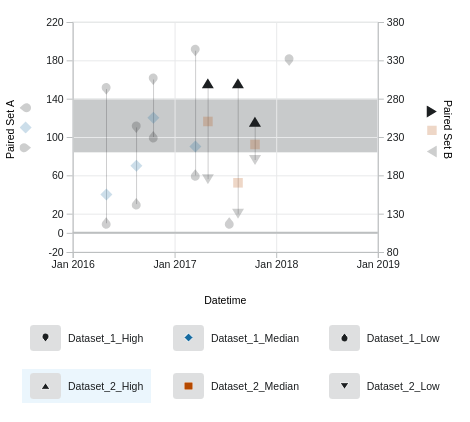 220
380
180
330
140
280
100
230
60
180
20
130
0
-20
80
Paired Set A
Paired Set B
Jan 2016
Jan 2017
Jan 2018
Jan 2019
Datetime
Dataset_1_High
Dataset_1_Median
Dataset_1_Low
Dataset_2_High
Dataset_2_Median
Dataset_2_Low